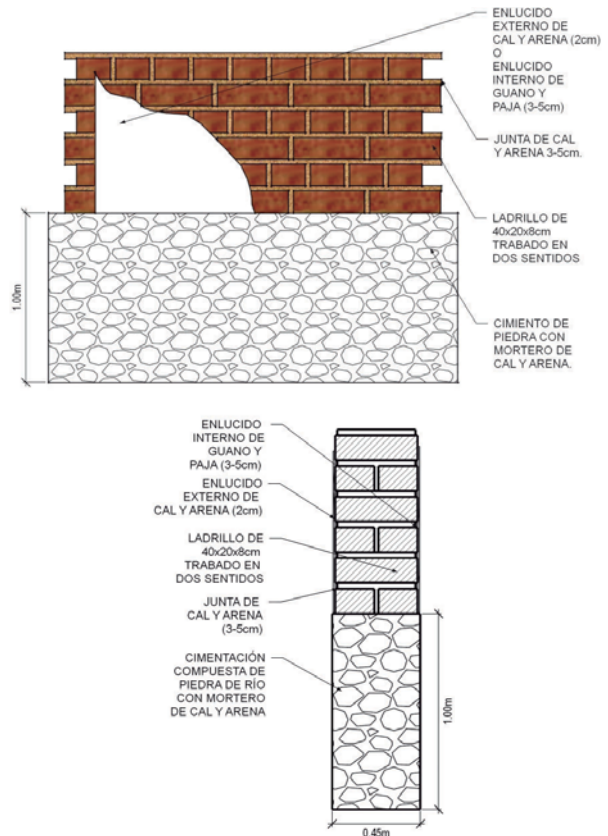 ENLUCIDO
EXTERNO DE
CAL Y ARENA (2cm)
O
ENLUCIDO
INTERNO DE
GUANO Y
PAJA (3-5cm)
JUNTA DE CAL
Y ARENA 3-5cm.
LADRILLO DE
40x20x8cm
TRABADO EN
DOS SENTIDOS
CIMIENTO DE
PIEDRA CON
MORTERO DE
CAL Y ARENA.
1.00m
ENLUCIDO
INTERNO DE
GUANO Y
PAJA (3-5cm)
ENLUCIDO
EXTERNO DE
CAL Y ARENA (2cm)
LADRILLO DE
40x20x8cm
TRABADO EN
DOS SENTIDOS
JUNTA DE
CAL Y ARENA
(3-5cm)
CIMENTACIÓN
COMPUESTA DE
PIEDRA DE RÍO
CON MORTERO
DE CAL Y ARENA
1.00m
0.45m